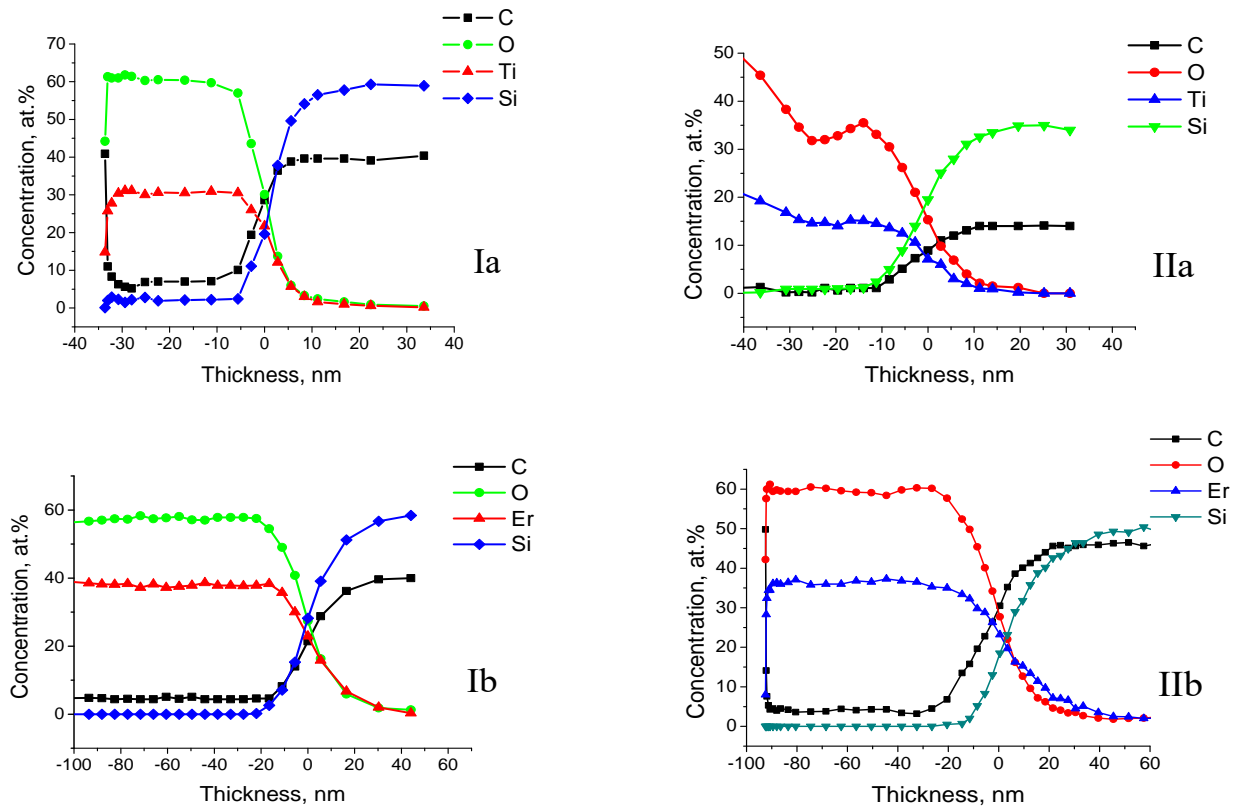 C
O
Ti
Si
70
60
50
40
30
20
10
0
Concentration, at.%
-40 -30 -20 -10 0 10 20 30 40
Thickness, nm
Ia
C
O
Ti
Si
50
40
30
20
10
0
Concentration, at.%
-40 -30 -20 -10 0 10 20 30 40
Thickness, nm
IIa
C
O
Er
Si
60
40
20
0
Concentration, at.%
-100 -80 -60 -40 -20 0 20 40 60
Thickness, nm
Ib
C
O
Er
Si
60
50
40
30
20
10
0
Concentration, at.%
-100 -80 -60 -40 -20 0 20 40 60
Thickness, nm
IIb